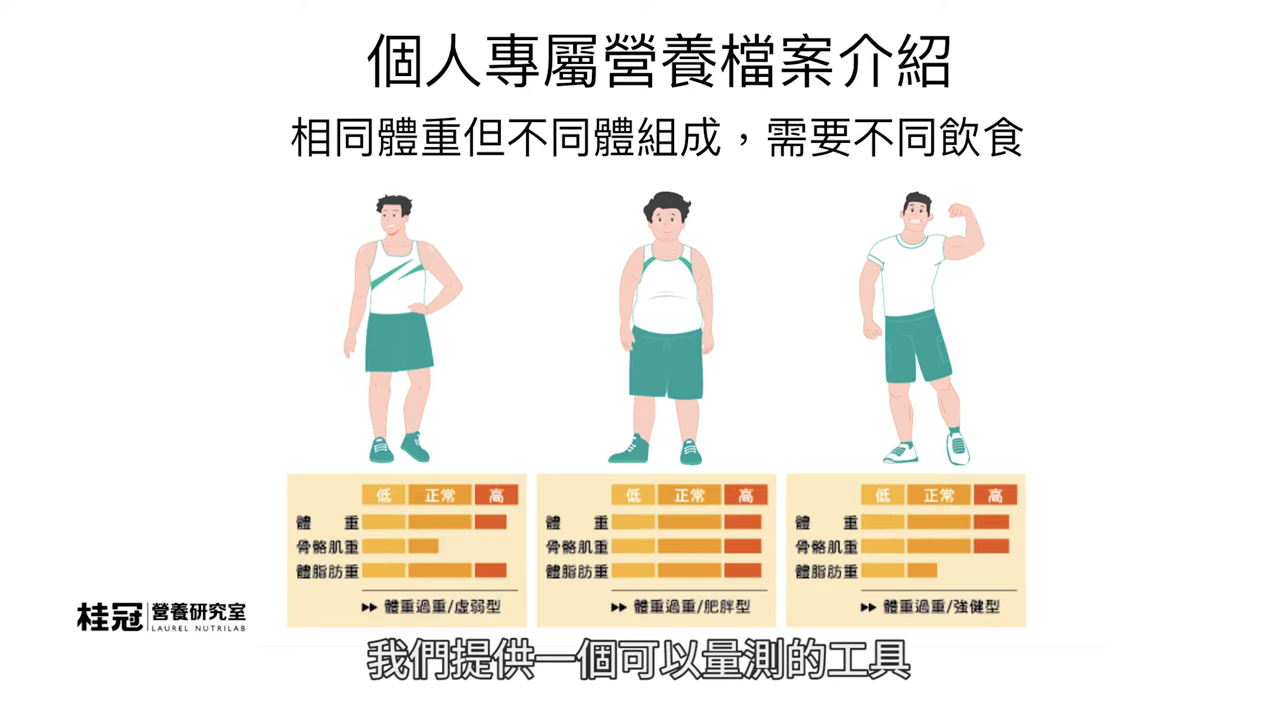 個人專屬營養檔案介紹
相同體重但不同體組成，需要不同飲食
低 正常 高
體 重
骨骼肌重
體脂肪重
▶▶ 體重過重/虛弱型
低 正常 高
體 重
骨骼肌重
體脂肪重
▶▶ 體重過重/肥胖型
低 正常 高
體 重
骨骼肌重
體脂肪重
▶▶ 體重過重/強健型
桂冠 營養研究室
LAUREL NUTRILAB
我們提供一個可以量測的工具